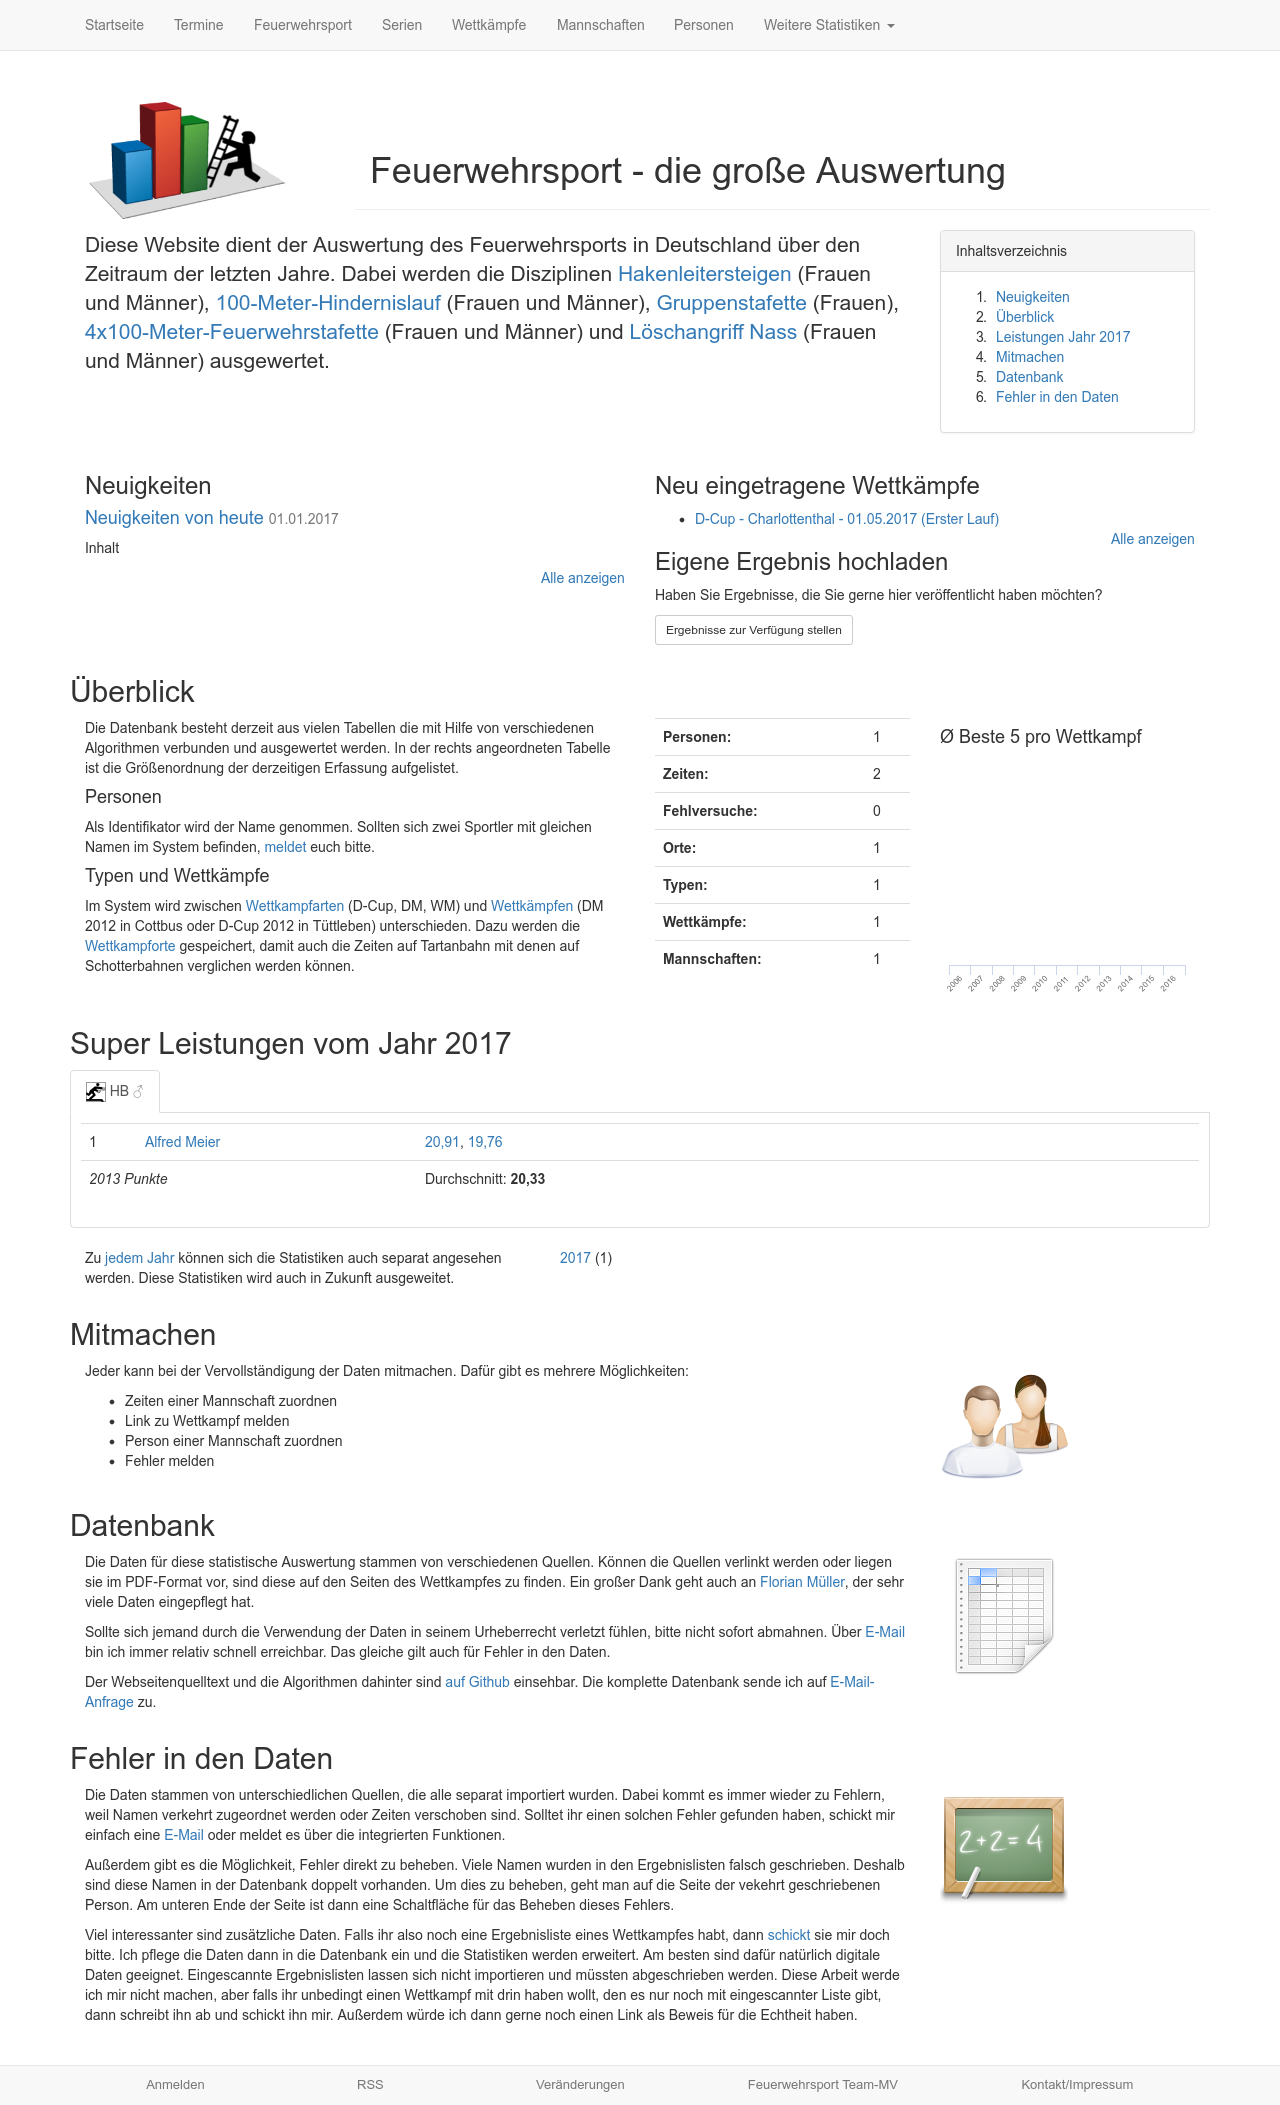 Startseite Termine Feuerwehrsport Serien Wettkämpfe Mannschaften Personen Weitere Statistiken
Feuerwehrsport - die große Auswertung
Diese Website dient der Auswertung des Feuerwehrsports in Deutschland über den
Zeitraum der letzten Jahre. Dabei werden die Disziplinen Hakenleitersteigen (Frauen
und Männer), 100-Meter-Hindernislauf (Frauen und Männer), Gruppenstafette (Frauen),
4x100-Meter-Feuerwehrstafette (Frauen und Männer) und Löschangriff Nass (Frauen
und Männer) ausgewertet.
Inhaltsverzeichnis
1. Neuigkeiten
2. Überblick
3. Leistungen Jahr 2017
4. Mitmachen
5. Datenbank
6. Fehler in den Daten
Neuigkeiten
Neuigkeiten von heute 01.01.2017
Inhalt
Alle anzeigen
Neu eingetragene Wettkämpfe
• D-Cup - Charlottenthal - 01.05.2017 (Erster Lauf)
Alle anzeigen
Eigene Ergebnis hochladen
Haben Sie Ergebnisse, die Sie gerne hier veröffentlicht haben möchten?
Ergebnisse zur Verfügung stellen
Überblick
Die Datenbank besteht derzeit aus vielen Tabellen die mit Hilfe von verschiedenen
Algorithmen verbunden und ausgewertet werden. In der rechts angeordneten Tabelle
ist die Größenordnung der derzeitigen Erfassung aufgelistet.
Personen
Als Identifikator wird der Name genommen. Sollten sich zwei Sportler mit gleichen
Namen im System befinden, meldet euch bitte.
Typen und Wettkämpfe
Im System wird zwischen Wettkampfarten (D-Cup, DM, WM) und Wettkämpfen (DM
2012 in Cottbus oder D-Cup 2012 in Tüttleben) unterschieden. Dazu werden die
Wettkampforte gespeichert, damit auch die Zeiten auf Tartanbahn mit denen auf
Schotterbahnen verglichen werden können.
Personen: 1
Zeiten: 2
Fehlversuche: 0
Orte: 1
Typen: 1
Wettkämpfe: 1
Mannschaften: 1
Ø Beste 5 pro Wettkampf
2006 2007 2008 2009 2010 2011 2012 2013 2014 2015 2016
Super Leistungen vom Jahr 2017
HB ♂
1 Alfred Meier 20,91, 19,76
2013 Punkte Durchschnitt: 20,33
Zu jedem Jahr können sich die Statistiken auch separat angesehen
werden. Diese Statistiken wird auch in Zukunft ausgeweitet.
2017 (1)
Mitmachen
Jeder kann bei der Vervollständigung der Daten mitmachen. Dafür gibt es mehrere Möglichkeiten:
• Zeiten einer Mannschaft zuordnen
• Link zu Wettkampf melden
• Person einer Mannschaft zuordnen
• Fehler melden
Datenbank
Die Daten für diese statistische Auswertung stammen von verschiedenen Quellen. Können die Quellen verlinkt werden oder liegen
sie im PDF-Format vor, sind diese auf den Seiten des Wettkampfes zu finden. Ein großer Dank geht auch an Florian Müller, der sehr
viele Daten eingepflegt hat.
Sollte sich jemand durch die Verwendung der Daten in seinem Urheberrecht verletzt fühlen, bitte nicht sofort abmahnen. Über E-Mail
bin ich immer relativ schnell erreichbar. Das gleiche gilt auch für Fehler in den Daten.
Der Webseitenquelltext und die Algorithmen dahinter sind auf Github einsehbar. Die komplette Datenbank sende ich auf E-Mail-
Anfrage zu.
Fehler in den Daten
Die Daten stammen von unterschiedlichen Quellen, die alle separat importiert wurden. Dabei kommt es immer wieder zu Fehlern,
weil Namen verkehrt zugeordnet werden oder Zeiten verschoben sind. Solltet ihr einen solchen Fehler gefunden haben, schickt mir
einfach eine E-Mail oder meldet es über die integrierten Funktionen.
2+2=4
Außerdem gibt es die Möglichkeit, Fehler direkt zu beheben. Viele Namen wurden in den Ergebnislisten falsch geschrieben. Deshalb
sind diese Namen in der Datenbank doppelt vorhanden. Um dies zu beheben, geht man auf die Seite der vekehrt geschriebenen
Person. Am unteren Ende der Seite ist dann eine Schaltfläche für das Beheben dieses Fehlers.
Viel interessanter sind zusätzliche Daten. Falls ihr also noch eine Ergebnisliste eines Wettkampfes habt, dann schickt sie mir doch
bitte. Ich pflege die Daten dann in die Datenbank ein und die Statistiken werden erweitert. Am besten sind dafür natürlich digitale
Daten geeignet. Eingescannte Ergebnislisten lassen sich nicht importieren und müssten abgeschrieben werden. Diese Arbeit werde
ich mir nicht machen, aber falls ihr unbedingt einen Wettkampf mit drin haben wollt, den es nur noch mit eingescannter Liste gibt,
dann schreibt ihn ab und schickt ihn mir. Außerdem würde ich dann gerne noch einen Link als Beweis für die Echtheit haben.
Anmelden RSS Veränderungen Feuerwehrsport Team-MV Kontakt/Impressum